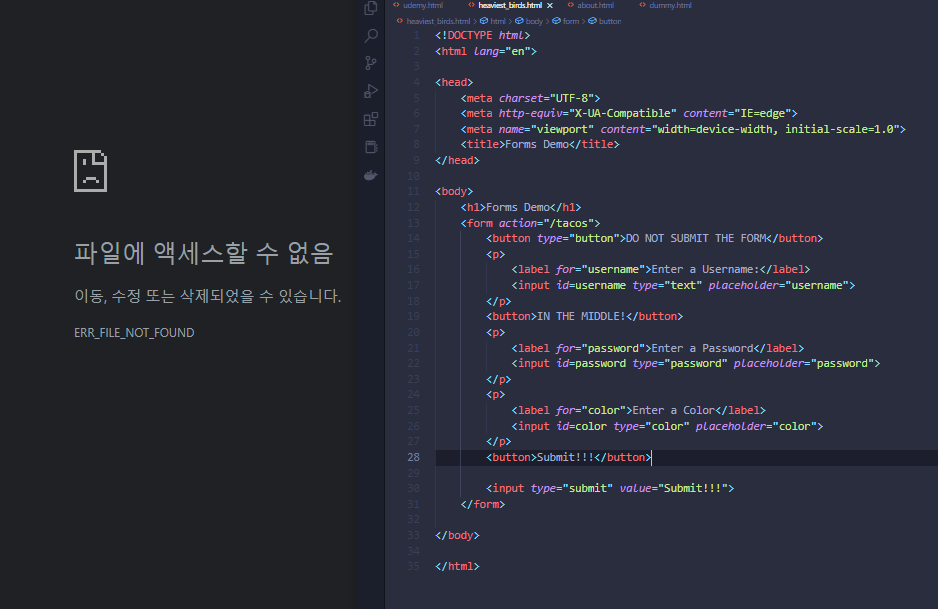 파일에 액세스할 수 없음
이동, 수정 또는 삭제되었을 수 있습니다.
ERR_FILE_NOT_FOUND
udemy.html heaviest_birds.html × about.html dummy.html
heaviest_birds.html > html > body > form > button
1 <!DOCTYPE html>
2 <html lang="en">
3
4 <head>
5 <meta charset="UTF-8">
6 <meta http-equiv="X-UA-Compatible" content="IE=edge">
7 <meta name="viewport" content="width=device-width, initial-scale=1.0">
8 <title>Forms Demo</title>
9 </head>
10
11 <body>
12 <h1>Forms Demo</h1>
13 <form action="/tacos">
14 <button type="button">DO NOT SUBMIT THE FORM</button>
15 <p>
16 <label for="username">Enter a Username:</label>
17 <input id=username type="text" placeholder="username">
18 </p>
19 <button>IN THE MIDDLE!</button>
20 <p>
21 <label for="password">Enter a Password</label>
22 <input id=password type="password" placeholder="password">
23 </p>
24 <p>
25 <label for="color">Enter a Color</label>
26 <input id=color type="color" placeholder="color">
27 </p>
28 <button>Submit!!!</button>
29
30 <input type="submit" value="Submit!!!">
31 </form>
32
33 </body>
34
35 </html>